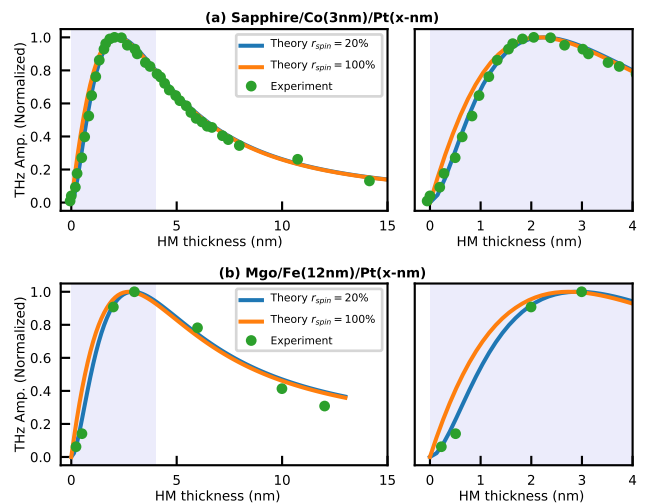 (a) Sapphire/Co(3nm)/Pt(x-nm)
THz Amp. (Normalized)
1.0
0.8
0.6
0.4
0.2
0.0
Theory r_spin = 20%
Theory r_spin = 100%
Experiment
0 5 10 15
HM thickness (nm)
0 1 2 3 4
HM thickness (nm)
(b) Mgo/Fe(12nm)/Pt(x-nm)
THz Amp. (Normalized)
1.0
0.8
0.6
0.4
0.2
0.0
Theory r_spin = 20%
Theory r_spin = 100%
Experiment
0 5 10 15
HM thickness (nm)
0 1 2 3 4
HM thickness (nm)